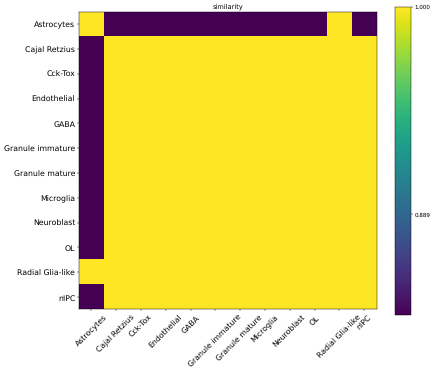 similarity
Astrocytes
Cajal Retzius
Cck-Tox
Endothelial
GABA
Granule immature
Granule mature
Microglia
Neuroblast
OL
Radial Glia-like
nIPC
Astrocytes
Cajal Retzius
Cck-Tox
Endothelial
GABA
Granule immature
Granule mature
Microglia
Neuroblast
OL
Radial Glia-like
nIPC
1.000
0.889